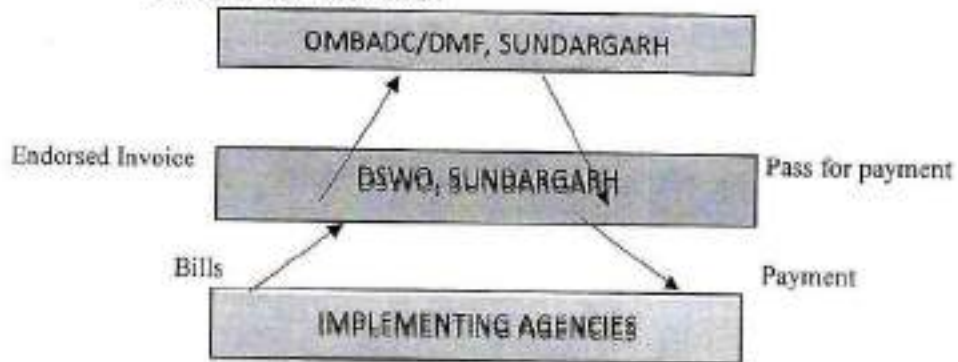 OMBADC/DMF, SUNDARGARH
Endorsed Invoice
DSWO, SUNDARGARH
Pass for payment
Bills
Payment
IMPLEMENTING AGENCIES